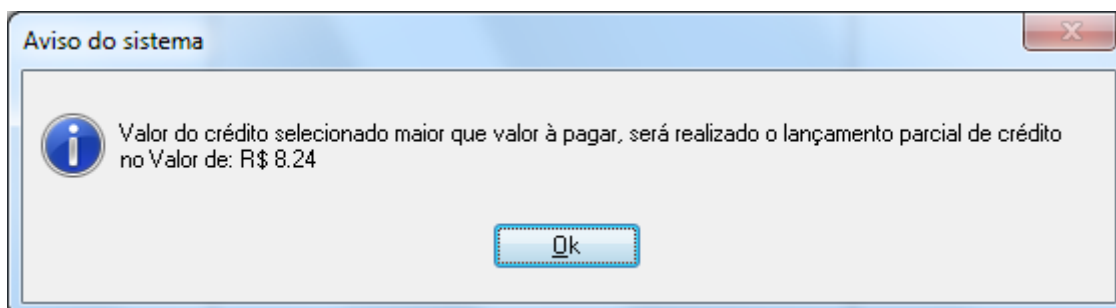 Aviso do sistema
Valor do crédito selecionado maior que valor à pagar, será realizado o lançamento parcial de crédito
no Valor de: R$ 8.24
Ok